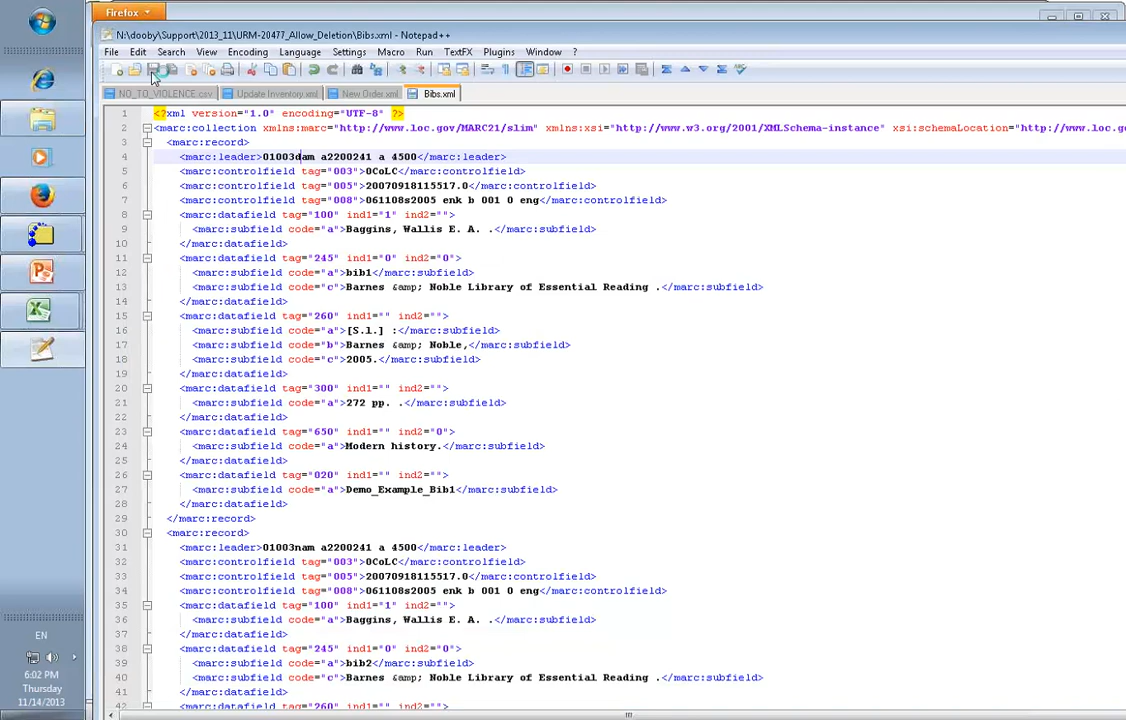 Firefox
N:\dooby\Support\2013_11\URM-20477_Allow_Deletion\Bibs.xml - Notepad++
File Edit Search View Encoding Language Settings Macro Run TextFX Plugins Window ?
NO_TO_VIOLENCE.csv Update Inventory.xml New Order.xml Bibs.xml
1 <?xml version="1.0" encoding="UTF-8" ?>
2 <marc:collection xmlns:marc="http://www.loc.gov/MARC21/slim" xmlns:xsi="http://www.w3.org/2001/XMLSchema-instance" xsi:schemaLocation="http://www.loc.g
3 <marc:record>
4 <marc:leader>01003dam a2200241 a 4500</marc:leader>
5 <marc:controlfield tag="003">OCoLC</marc:controlfield>
6 <marc:controlfield tag="005">20070918115517.0</marc:controlfield>
7 <marc:controlfield tag="008">061108s2005 enk b 001 0 eng</marc:controlfield>
8 <marc:datafield tag="100" ind1="1" ind2="">
9 <marc:subfield code="a">Baggins, Wallis E. A. .</marc:subfield>
10 </marc:datafield>
11 <marc:datafield tag="245" ind1="0" ind2="0">
12 <marc:subfield code="a">bib1</marc:subfield>
13 <marc:subfield code="c">Barnes &amp; Noble Library of Essential Reading .</marc:subfield>
14 </marc:datafield>
15 <marc:datafield tag="260" ind1="" ind2="">
16 <marc:subfield code="a">[S.l.] :</marc:subfield>
17 <marc:subfield code="b">Barnes &amp; Noble,</marc:subfield>
18 <marc:subfield code="c">2005.</marc:subfield>
19 </marc:datafield>
20 <marc:datafield tag="300" ind1="" ind2="">
21 <marc:subfield code="a">272 pp. .</marc:subfield>
22 </marc:datafield>
23 <marc:datafield tag="650" ind1="" ind2="0">
24 <marc:subfield code="a">Modern history.</marc:subfield>
25 </marc:datafield>
26 <marc:datafield tag="020" ind1="" ind2="">
27 <marc:subfield code="a">Demo_Example_Bib1</marc:subfield>
28 </marc:datafield>
29 </marc:record>
30 <marc:record>
31 <marc:leader>01003nam a2200241 a 4500</marc:leader>
32 <marc:controlfield tag="003">OCoLC</marc:controlfield>
33 <marc:controlfield tag="005">20070918115517.0</marc:controlfield>
34 <marc:controlfield tag="008">061108s2005 enk b 001 0 eng</marc:controlfield>
35 <marc:datafield tag="100" ind1="1" ind2="">
36 <marc:subfield code="a">Baggins, Wallis E. A. .</marc:subfield>
37 </marc:datafield>
38 <marc:datafield tag="245" ind1="0" ind2="0">
39 <marc:subfield code="a">bib2</marc:subfield>
40 <marc:subfield code="c">Barnes &amp; Noble Library of Essential Reading .</marc:subfield>
41 </marc:datafield>
42 <marc:datafield tag="260" ind1="" ind2="">
EN
6:02 PM
Thursday
11/14/2013